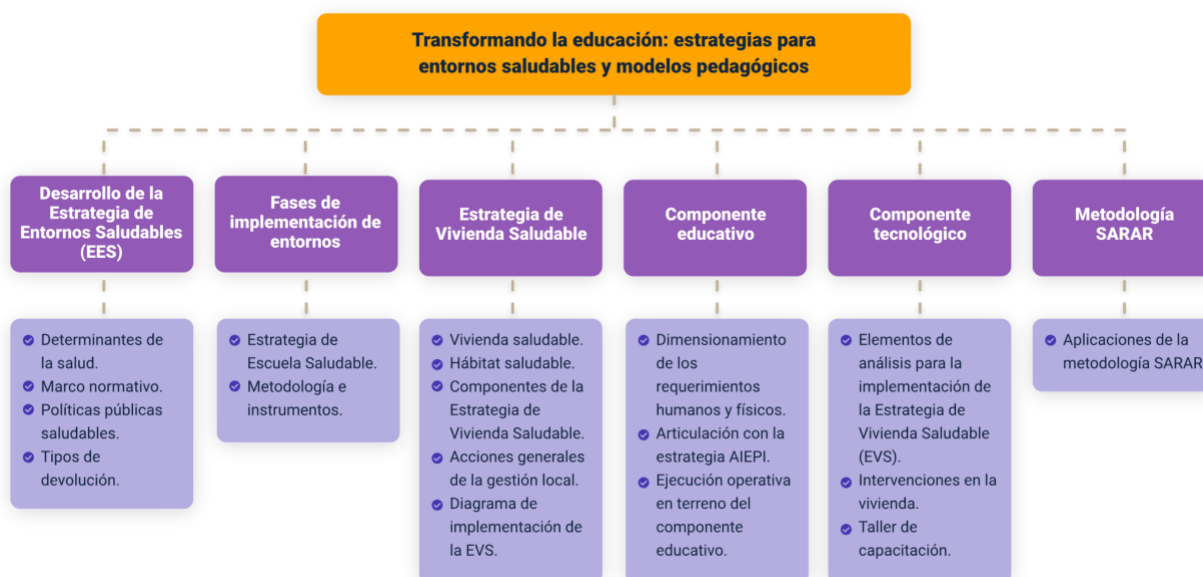 Transformando la educación: estrategias para
entornos saludables y modelos pedagógicos
Desarrollo de la
Estrategia de
Entornos Saludables
(EES)
Determinantes de
la salud.
Marco normativo.
Políticas públicas
saludables.
Tipos de
devolución.
Fases de
implementación de
entornos
Estrategia de
Escuela Saludable.
Metodología e
instrumentos.
Estrategia de
Vivienda Saludable
Vivienda saludable.
Hábitat saludable.
Componentes de la
Estrategia de
Vivienda Saludable.
Acciones generales
de la gestión local.
Diagrama de
implementación de
la EVS.
Componente
educativo
Dimensionamiento
de los
requerimientos
humanos y físicos.
Articulación con la
estrategia AIEPI.
Ejecución operativa
en terreno del
componente
educativo.
Componente
tecnológico
Elementos de
análisis para la
implementación de
la Estrategia de
Vivienda Saludable
(EVS).
Intervenciones en la
vivienda.
Taller de
capacitación.
Metodología
SARAR
Aplicaciones de la
metodología SARAR